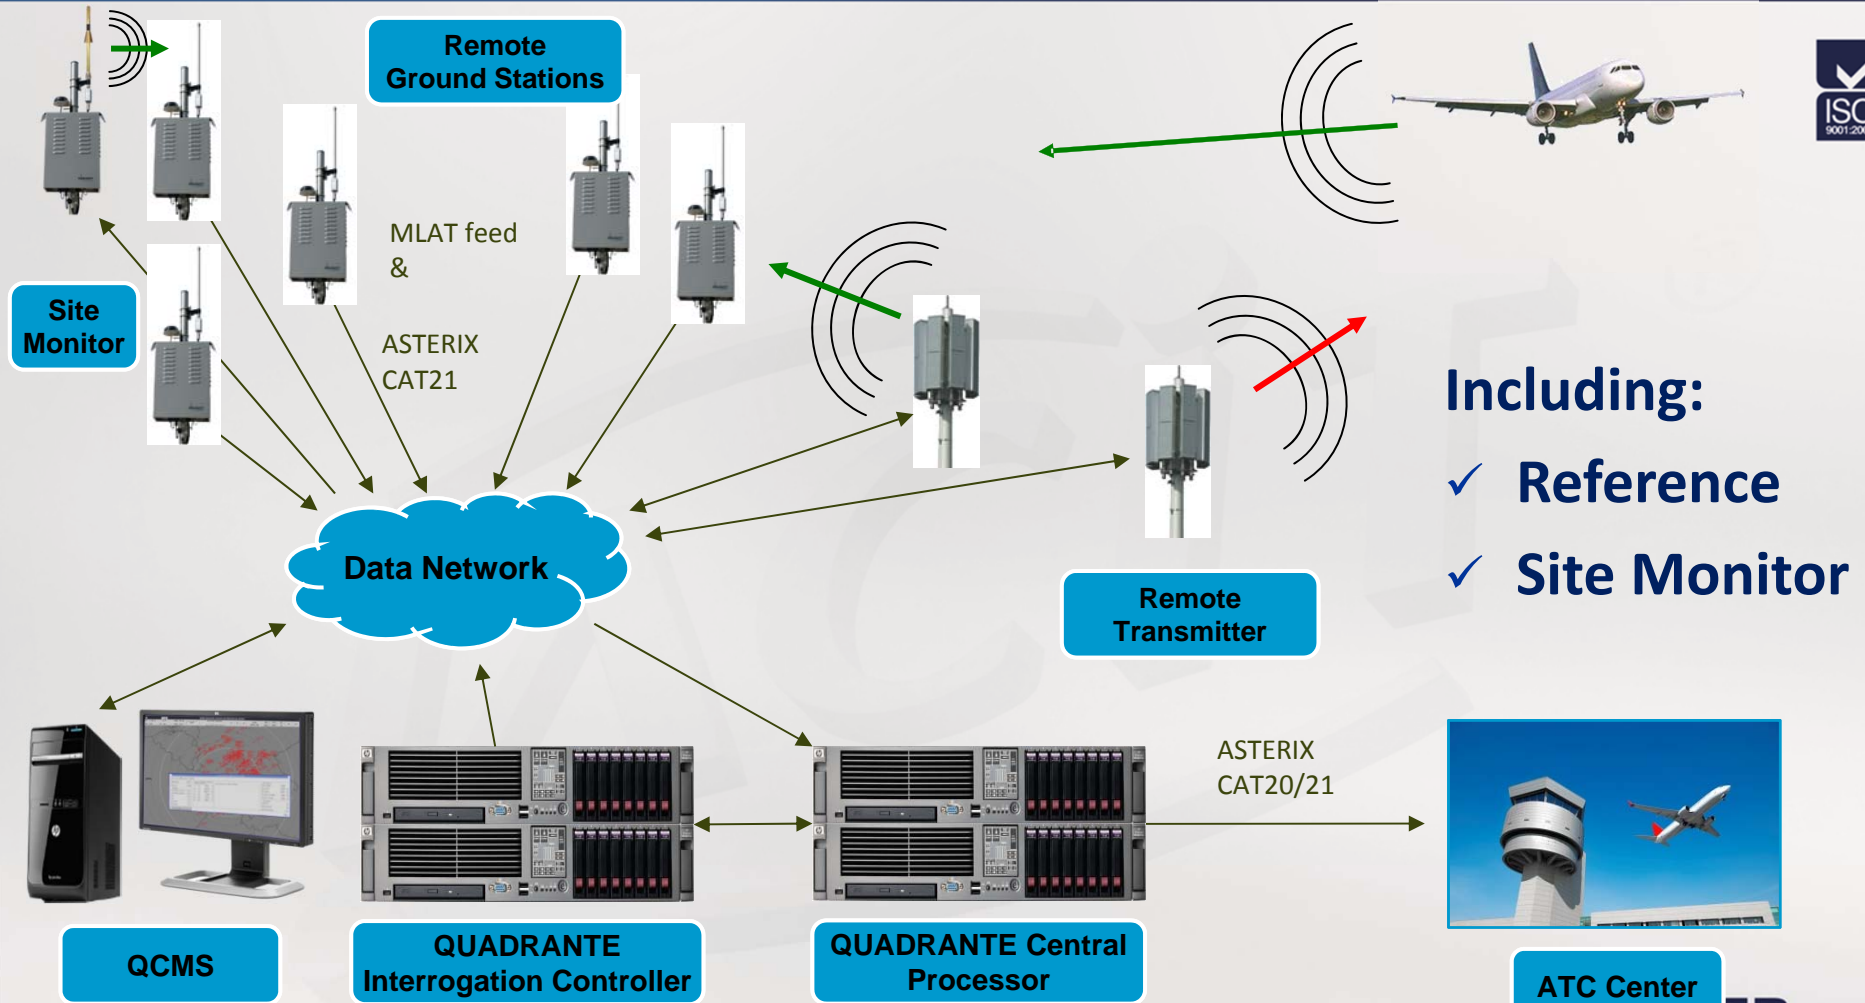 Remote
Ground Stations
ISO
MLAT feed
&
Site
Monitor
ASTERIX
CAT21
Including:
✓ Reference
✓ Site Monitor
Data Network
Remote
Transmitter
ASTERIX
CAT20/21
QCMS
QUADRANTE
Interrogation Controller
QUADRANTE Central
Processor
ATC Center